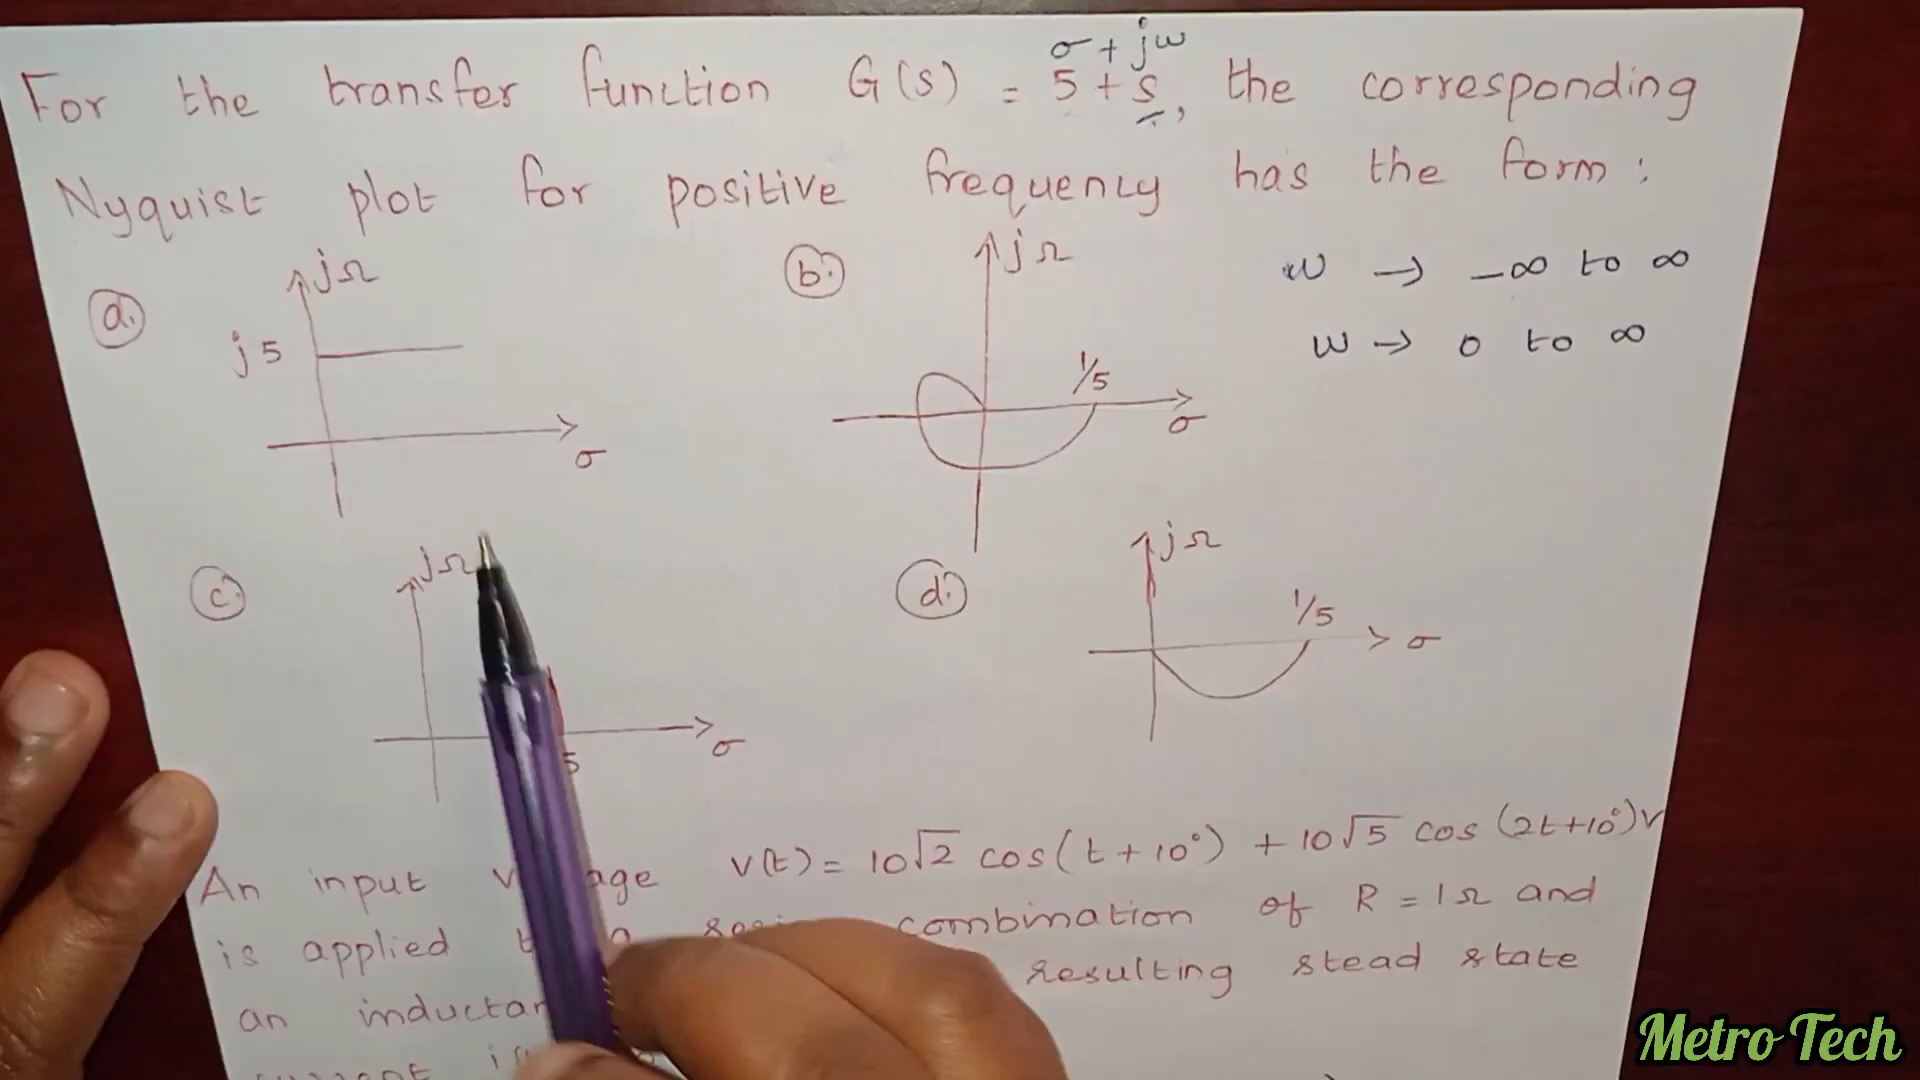 σ + jω
For the transfer function G(s) = 5 + s, the corresponding
Nyquist plot for positive frequency has the form :
a.
jΩ
j5
σ
b.
jΩ
1/5
σ
ω → -∞ to ∞
ω → 0 to ∞
c.
jΩ
5
σ
d.
jΩ
1/5
σ
An input v(t) = 10√2 cos(t + 10°) + 10√5 cos(2t+10°)V
is applied combination of R = 1Ω and
an resulting stead state
Metro Tech